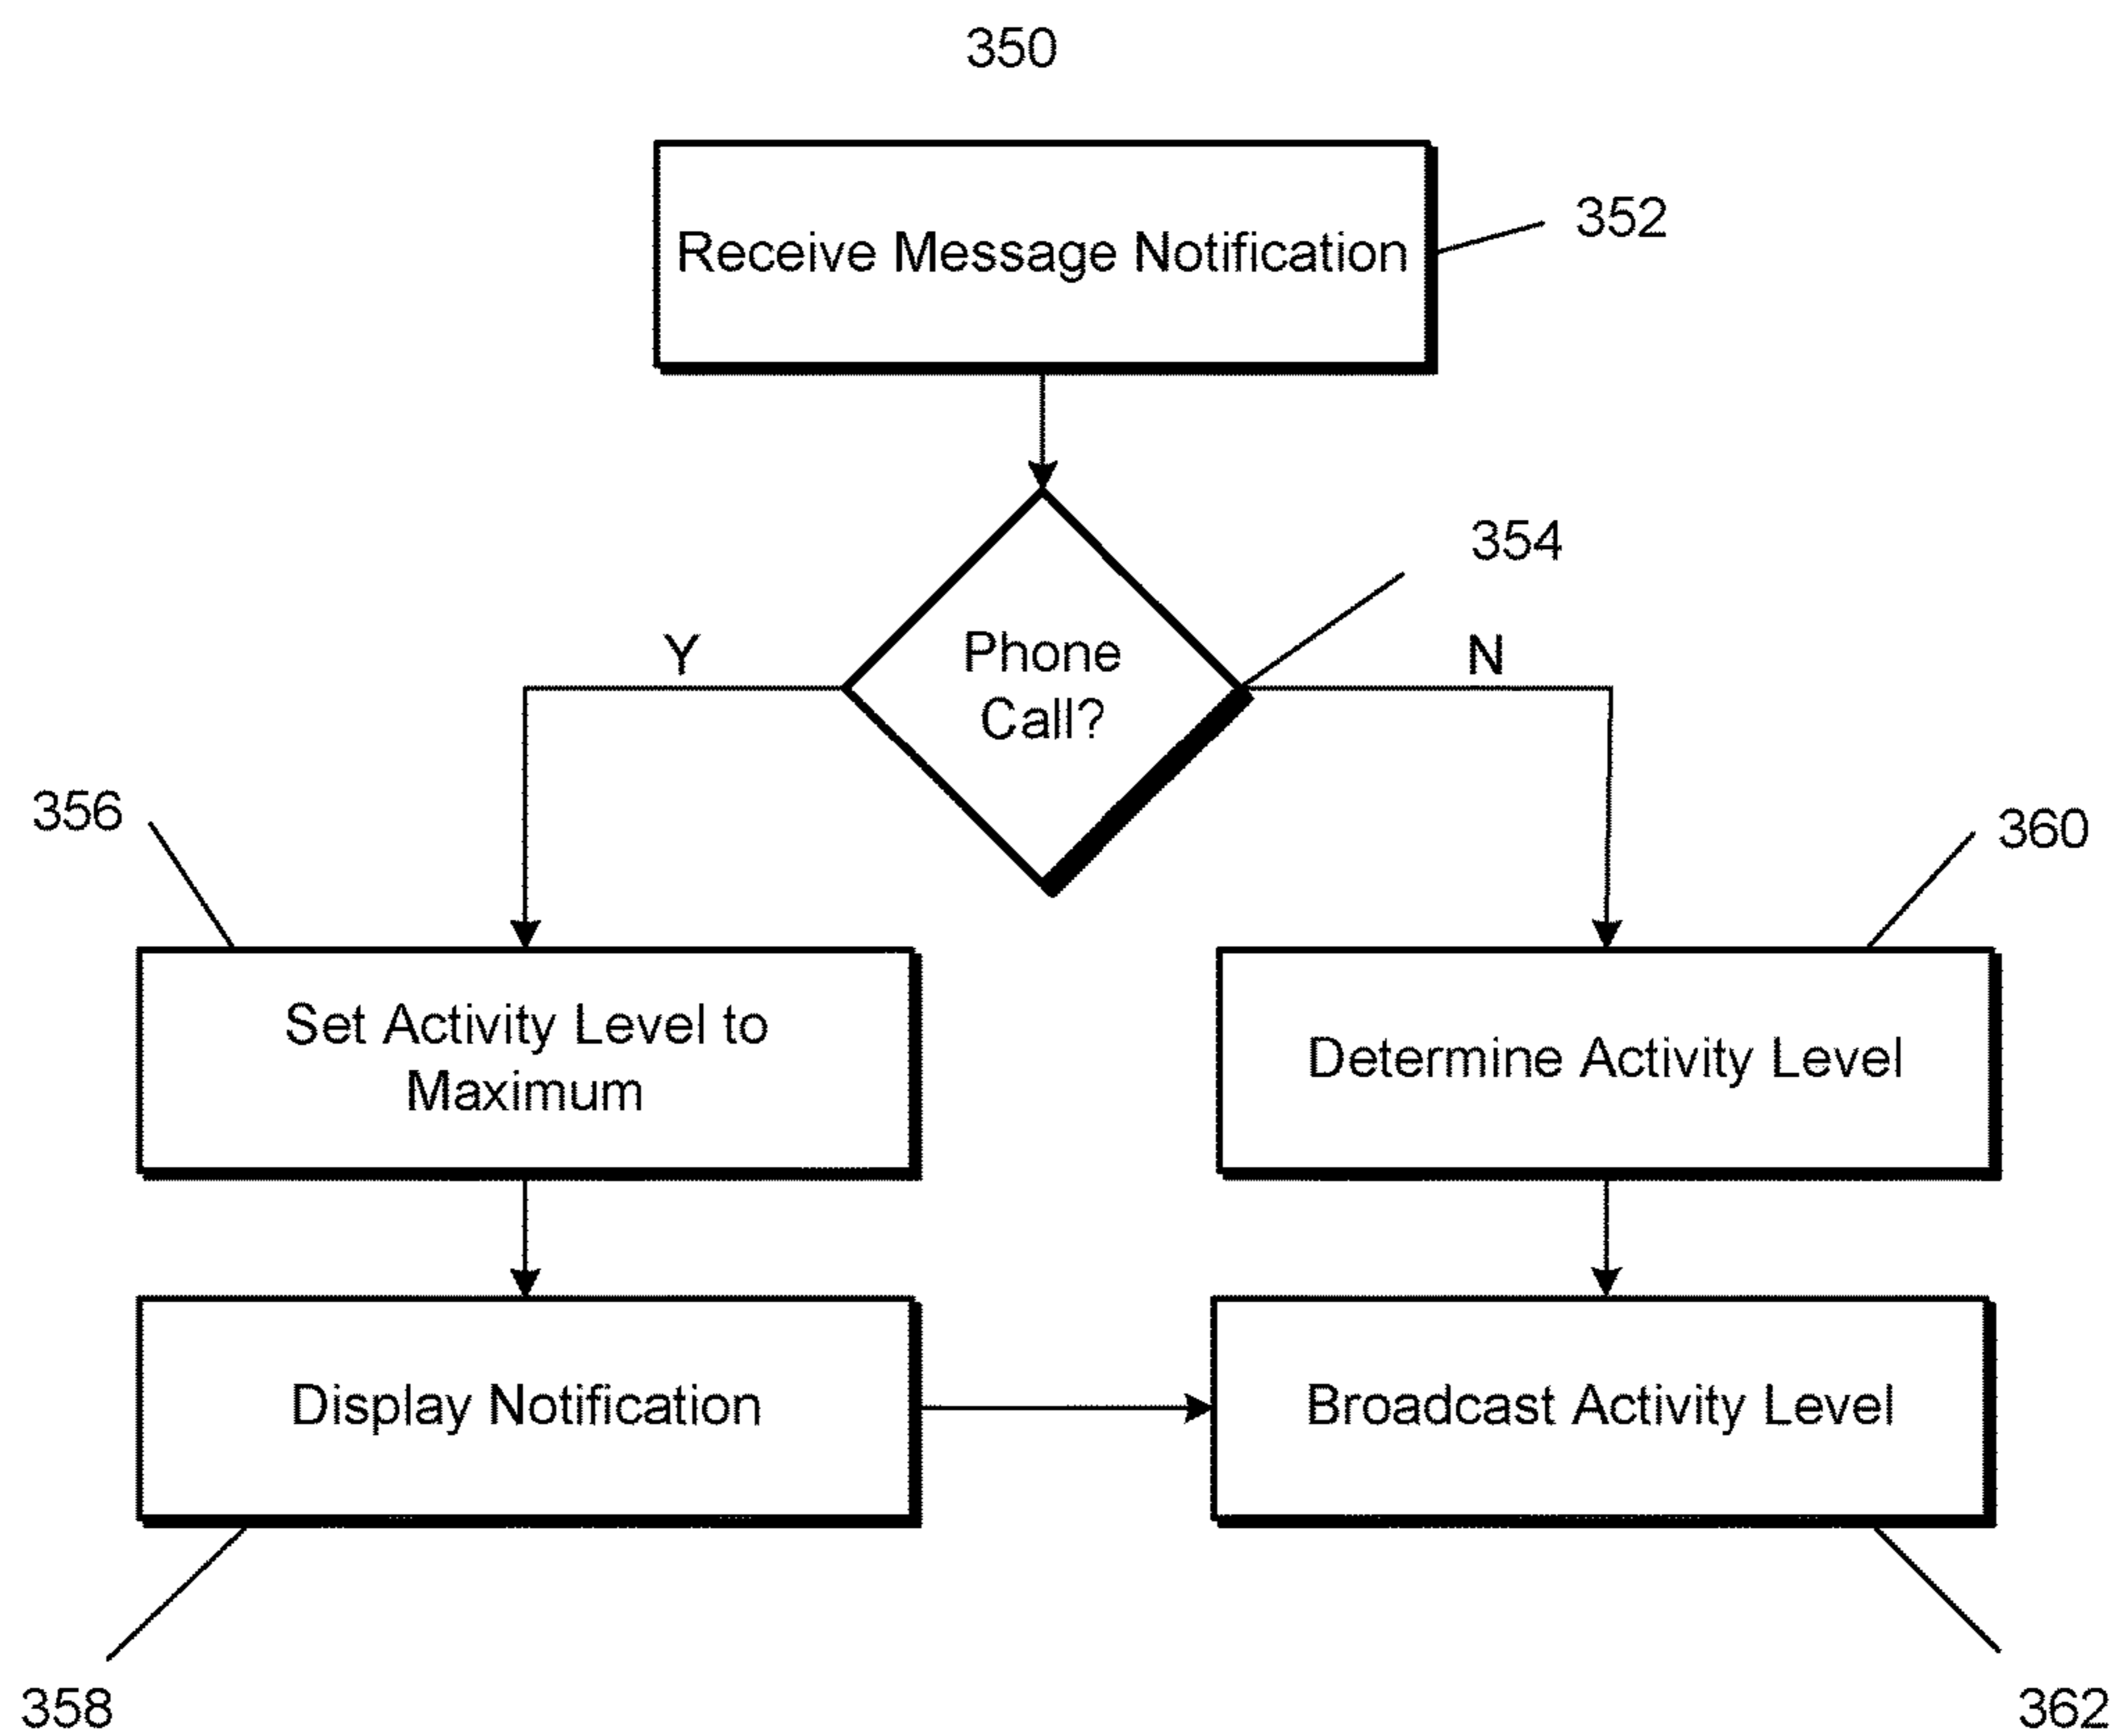 350
Receive Message Notification
352
354
Phone
Call?
Y
N
356
360
Set Activity Level to
Maximum
Determine Activity Level
Display Notification
Broadcast Activity Level
358
362